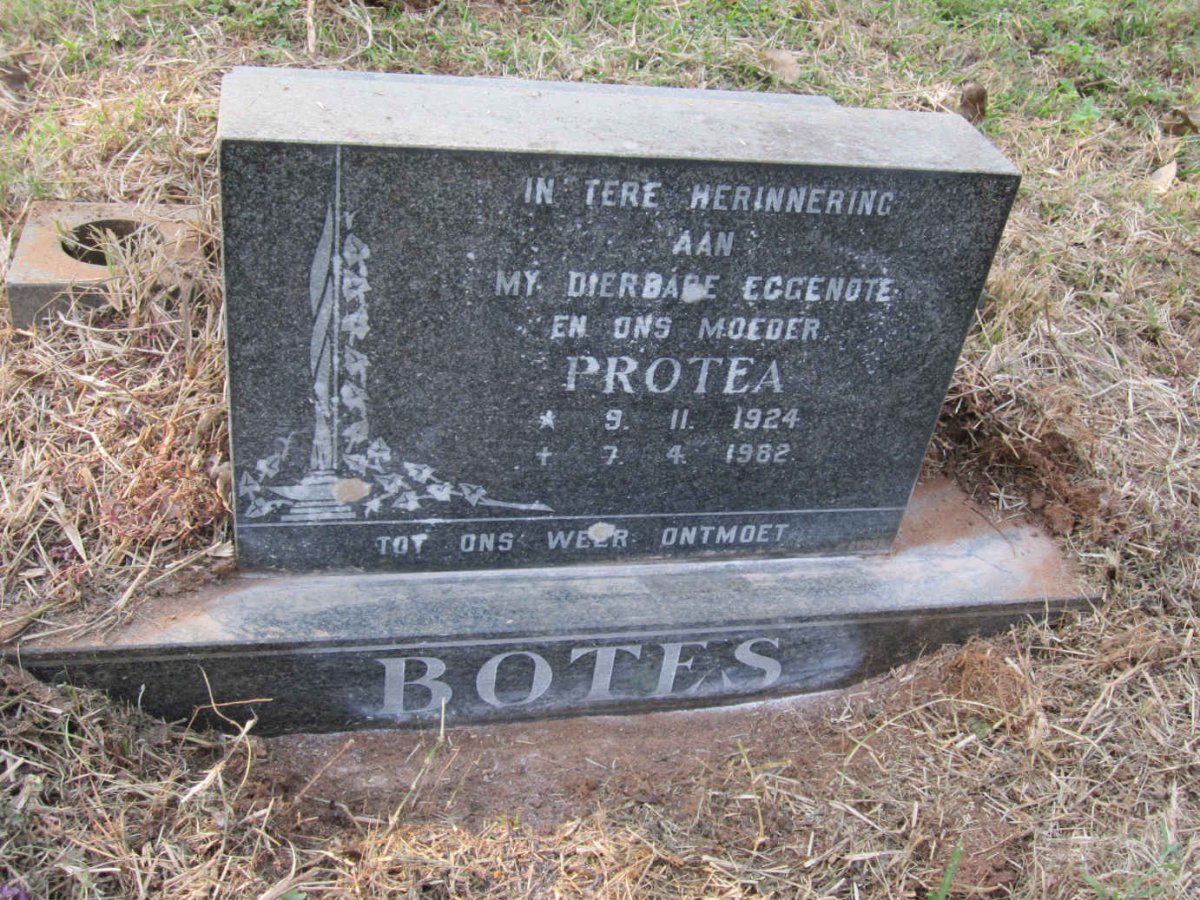 IN TERE HERINNERING
AAN
MY DIERBARE EGGENOTE
EN ONS MOEDER
PROTEA
* 9. 11. 1924
+ 7. 4. 1982
TOT ONS WEER ONTMOET
BOTES